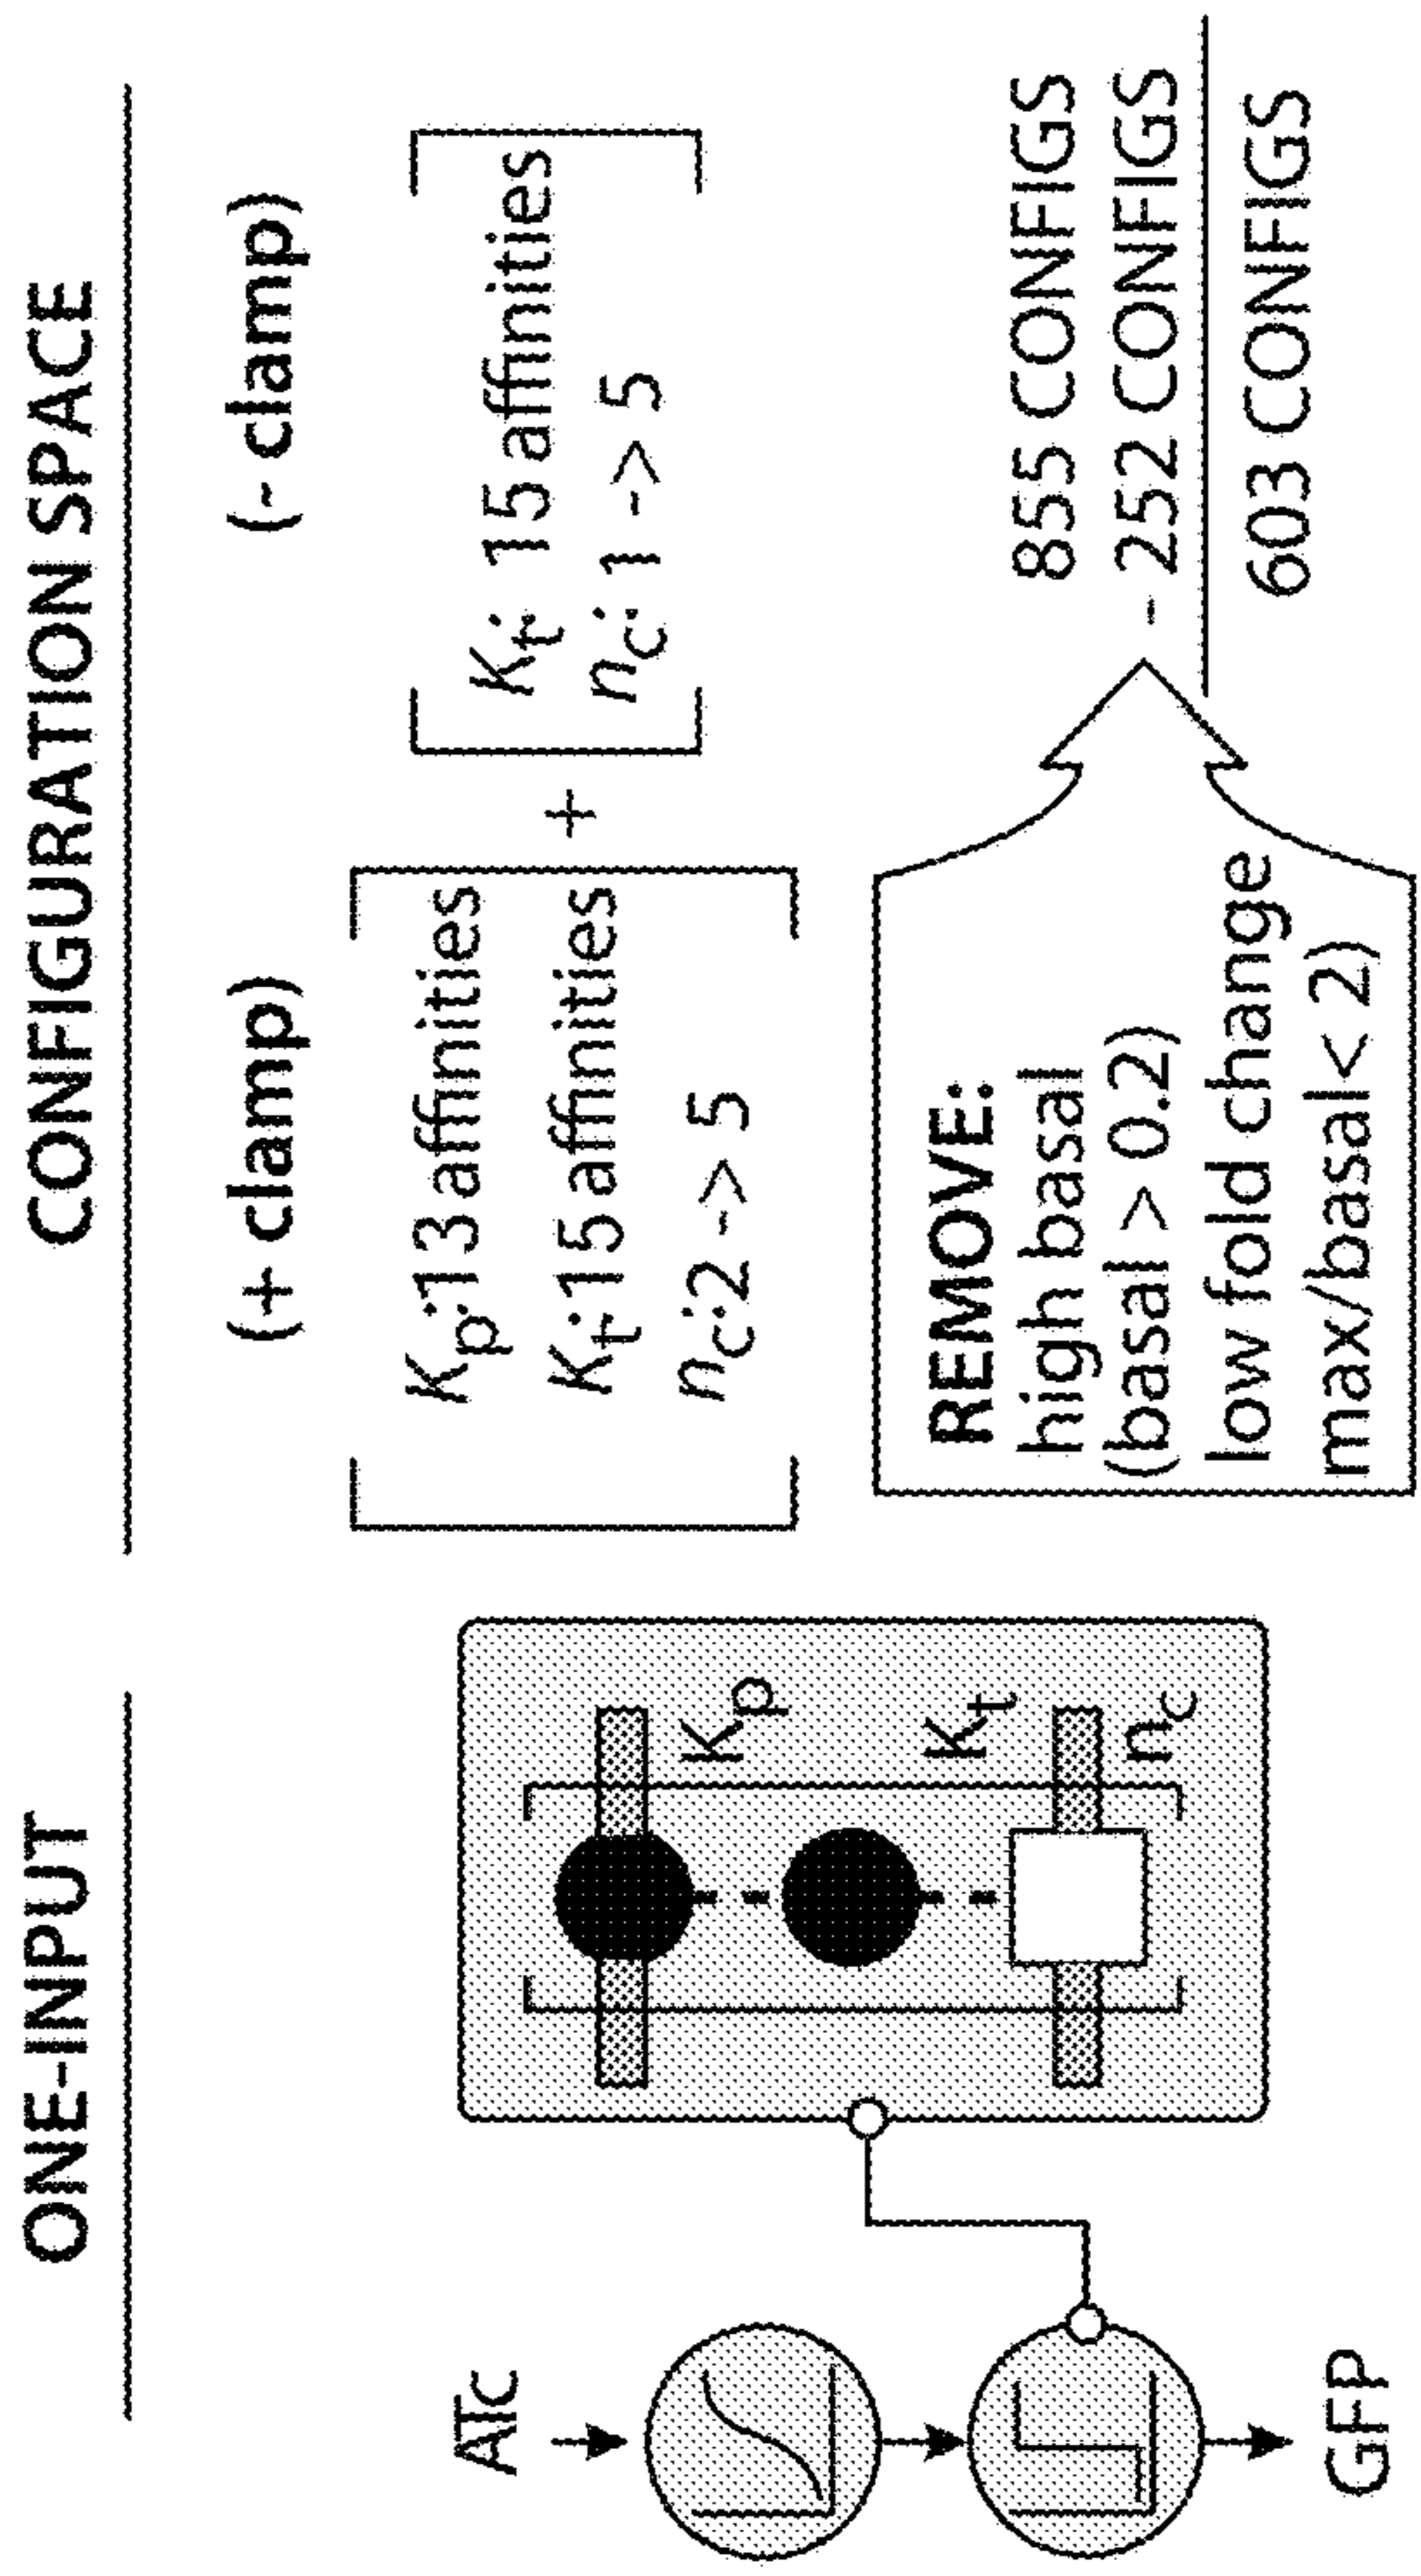 ONE-INPUT
ATc
GFP
Kp
Kt
nc
CONFIGURATION SPACE
(+ clamp)
Kp:13 affinities
Kt:15 affinities
nc:2 -> 5
+
(- clamp)
Kt: 15 affinities
nc: 1 -> 5
REMOVE:
high basal
(basal > 0.2)
low fold change
max/basal< 2)
855 CONFIGS
- 252 CONFIGS
603 CONFIGS